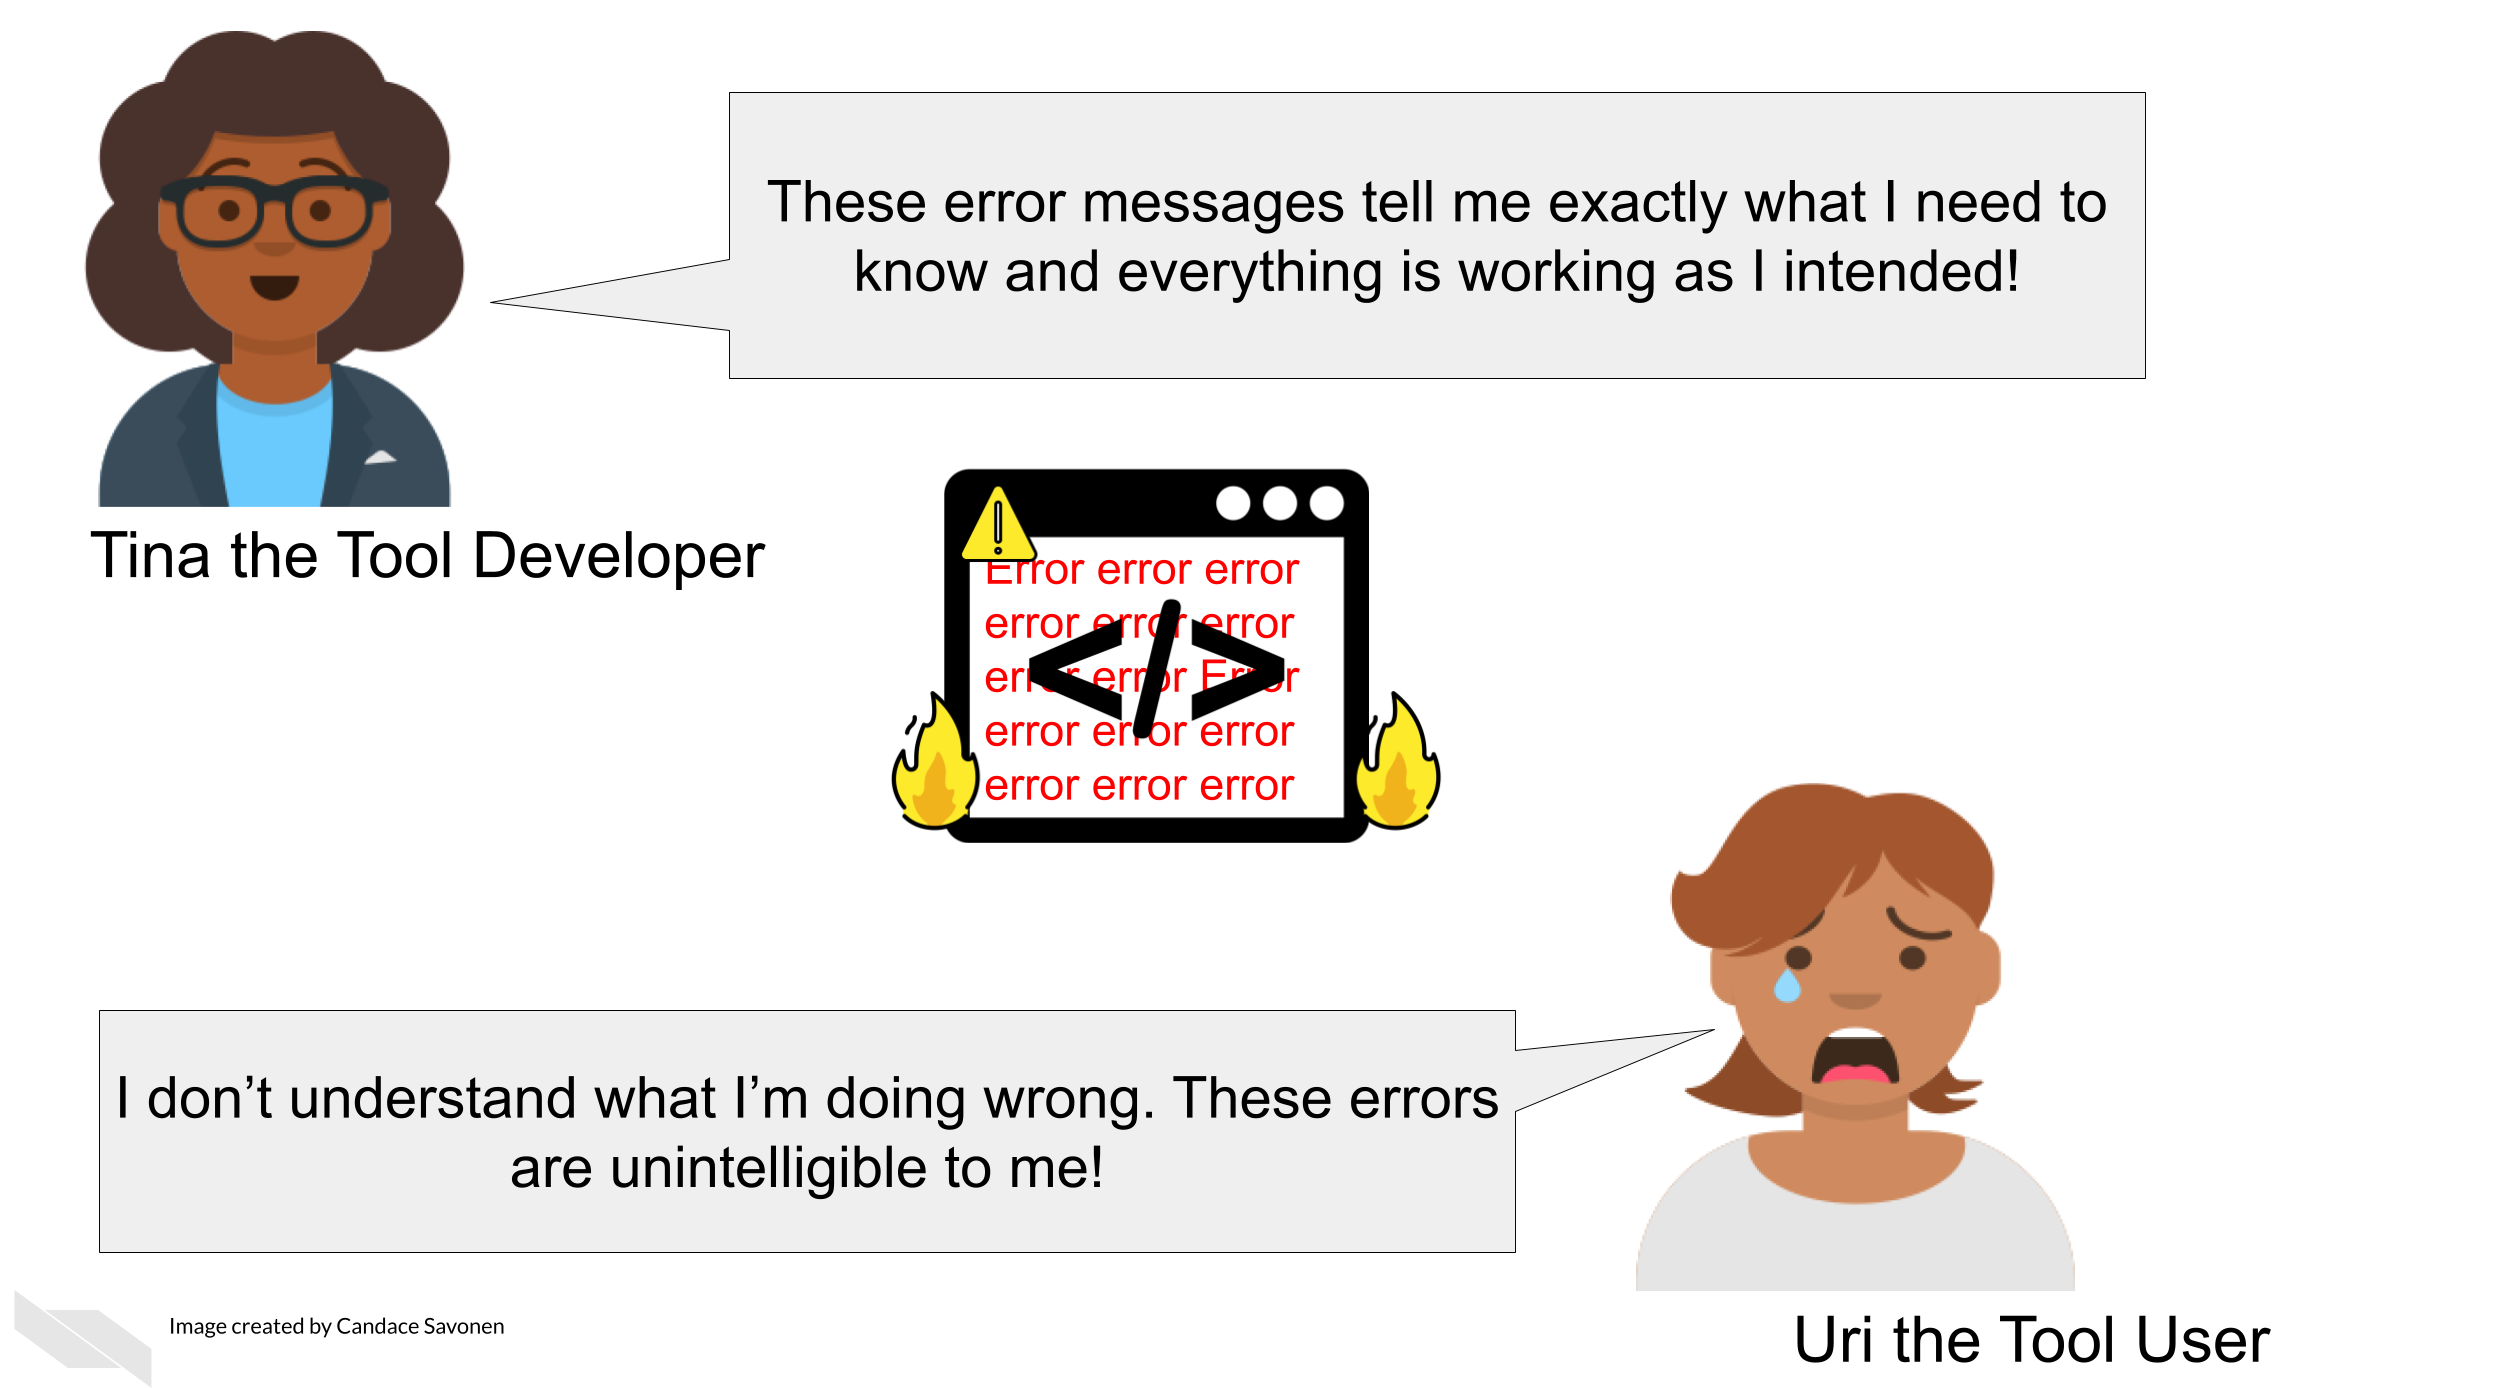 These error messages tell me exactly what I need to
know and everything is working as I intended!
Tina the Tool Developer
Error error error
error error error
error error Error
error error error
error error error
</>
I don’t understand what I’m doing wrong. These errors
are unintelligible to me!
Image created by Candace Savonen
Uri the Tool User